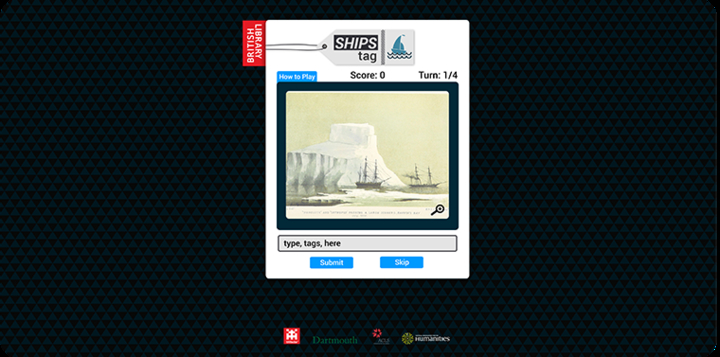 BRITISH
LIBRARY
SHIPS
tag
How to Play
Score: 0
Turn: 1/4
type, tags, here
Submit
Skip
Dartmouth
Humanities